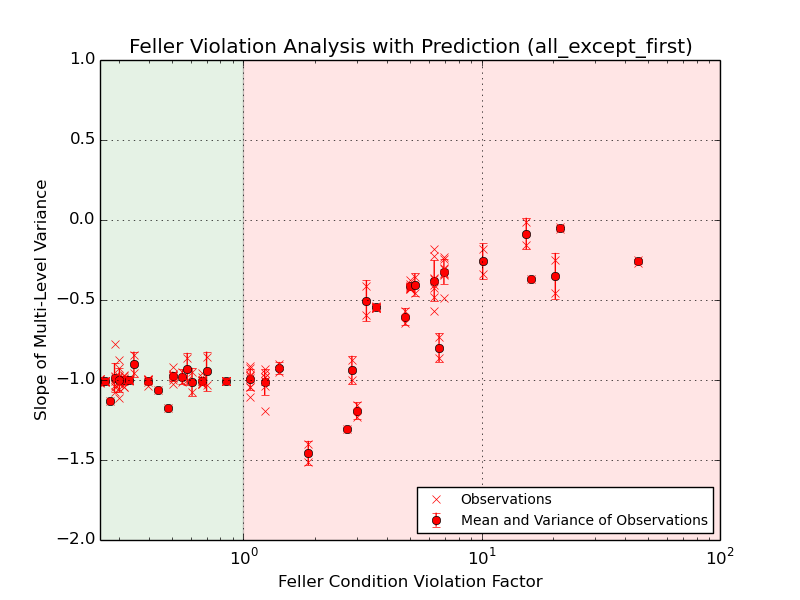 Feller Violation Analysis with Prediction (all_except_first)
1.0
0.5
0.0
−0.5
−1.0
−1.5
−2.0
Slope of Multi-Level Variance
Observations
Mean and Variance of Observations
10^0 10^1 10^2
Feller Condition Violation Factor